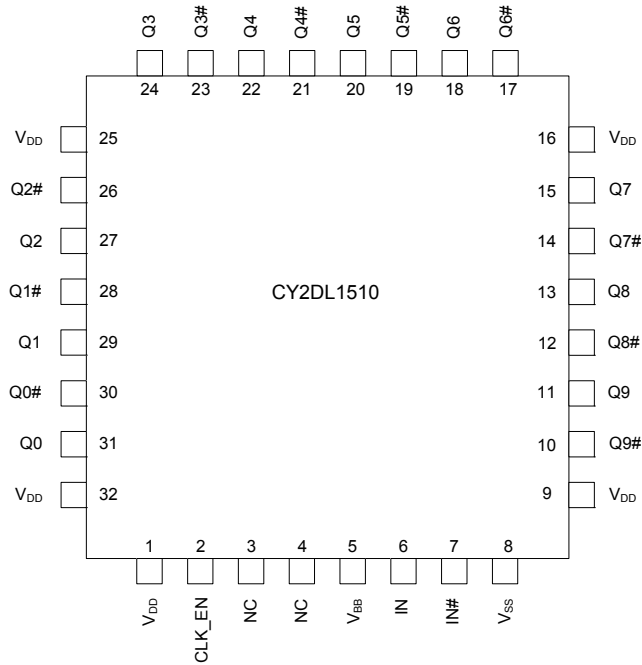 Q3 Q3# Q4 Q4# Q5 Q5# Q6 Q6#
24 23 22 21 20 19 18 17
VDD 25 16 VDD
Q2# 26 15 Q7
Q2 27 14 Q7#
Q1# 28 CY2DL1510 13 Q8
Q1 29 12 Q8#
Q0# 30 11 Q9
Q0 31 10 Q9#
VDD 32 9 VDD
1 2 3 4 5 6 7 8
VDD CLK_EN NC NC VBB IN IN# VSS